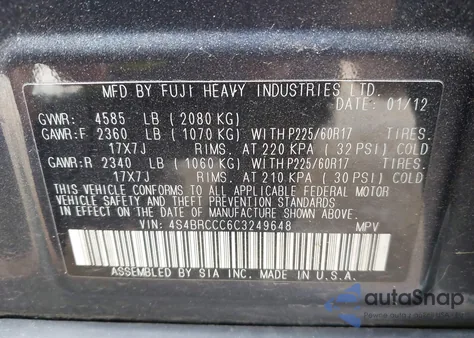 MFD BY FUJI HEAVY INDUSTRIES LTD.
DATE: 01/12
GVWR: 4585 LB (2080 KG)
GAWR:F 2360 LB (1070 KG) WITH P225/60R17 TIRES.
17X7J RIMS. AT 220 KPA (32 PSI) COLD
GAWR:R 2340 LB (1060 KG) WITH P225/60R17 TIRES.
17X7J RIMS. AT 210 KPA (30 PSI) COLD
THIS VEHICLE CONFORMS TO ALL APPLICABLE FEDERAL MOTOR
VEHICLE SAFETY AND THEFT PREVENTION STANDARDS
IN EFFECT ON THE DATE OF MANUFACTURE SHOWN ABOVE.
VIN: 4S4BRCCC6C3249648 MPV
ASSEMBLED BY SIA INC. MADE IN U.S.A.
autoSnap